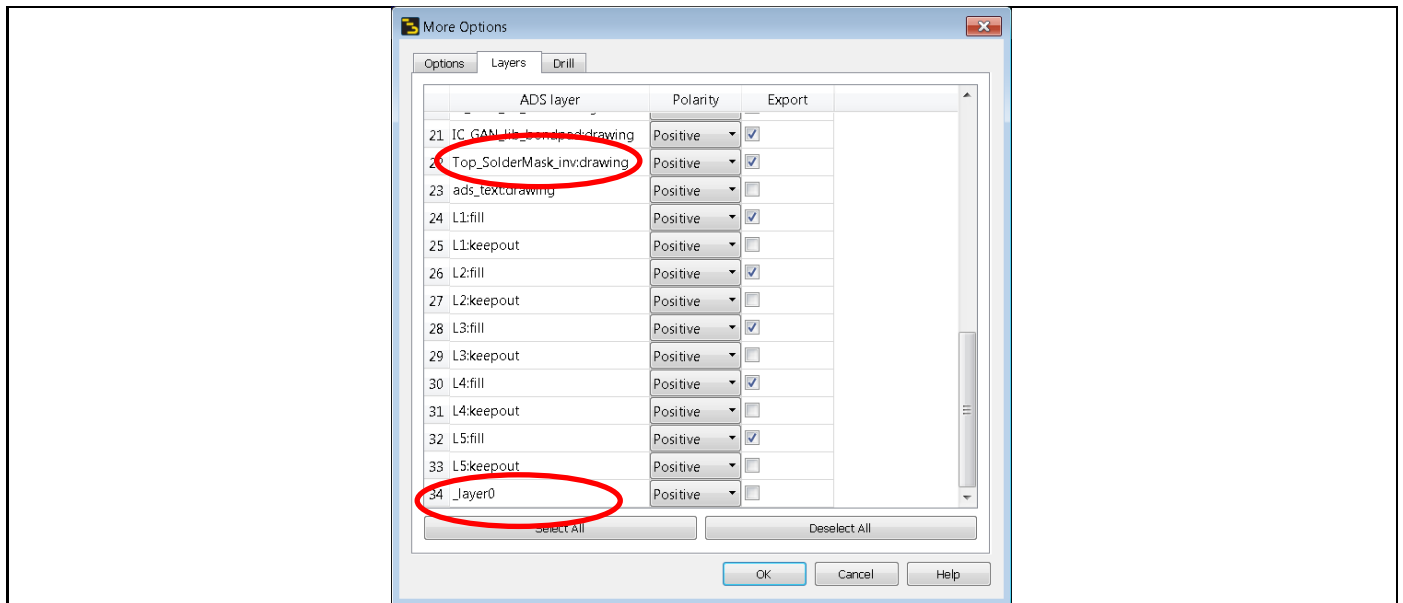 More Options
Options Layers Drill
ADS layer Polarity Export
21 IC_GAN_lib_bondpad:drawing Positive
22 Top_SolderMask_inv:drawing Positive
23 ads_text:drawing Positive
24 L1:fill Positive
25 L1:keepout Positive
26 L2:fill Positive
27 L2:keepout Positive
28 L3:fill Positive
29 L3:keepout Positive
30 L4:fill Positive
31 L4:keepout Positive
32 L5:fill Positive
33 L5:keepout Positive
34 _layer0 Positive
Select All Deselect All
OK Cancel Help